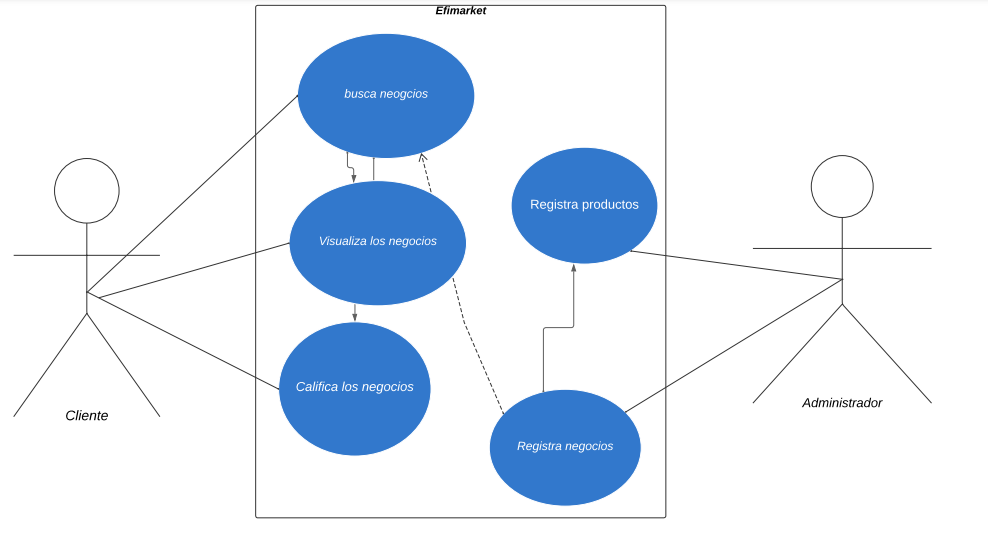 Efimarket
busca neogcios
Registra productos
Visualiza los negocios
Califica los negocios
Cliente
Administrador
Registra negocios